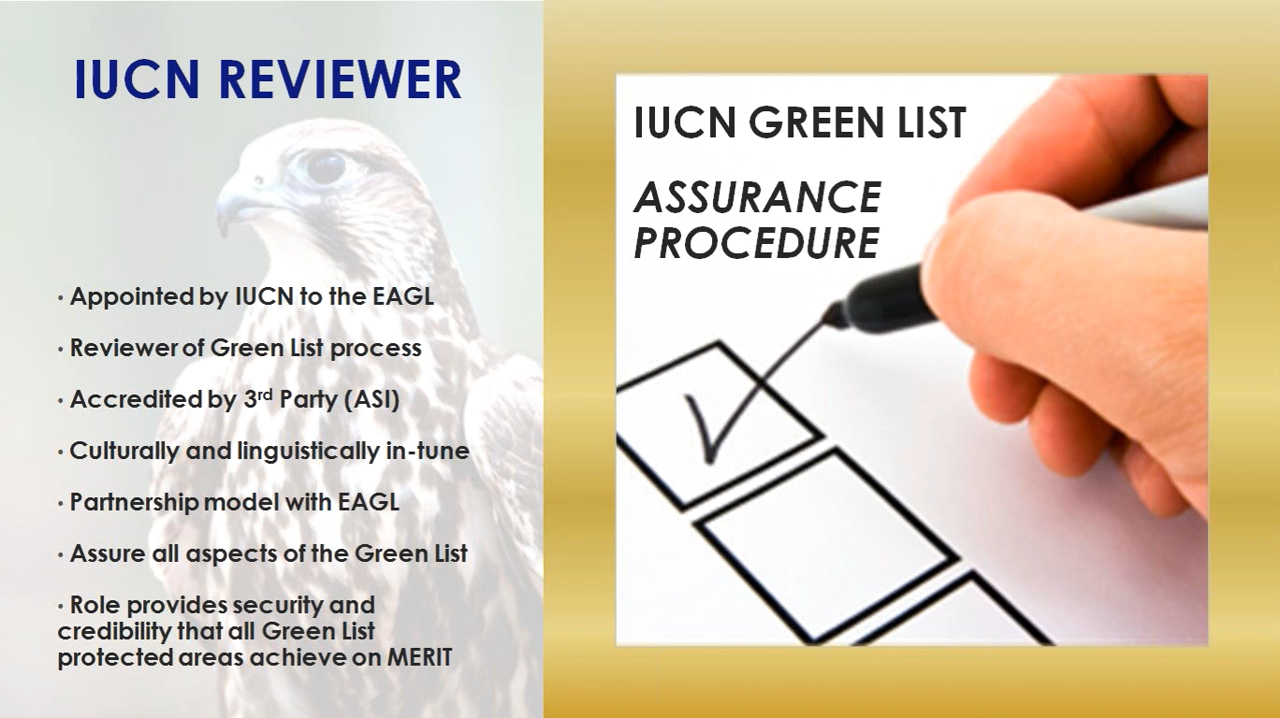 IUCN REVIEWER
· Appointed by IUCN to the EAGL
· Reviewer of Green List process
· Accredited by 3rd Party (ASI)
· Culturally and linguistically in-tune
· Partnership model with EAGL
· Assure all aspects of the Green List
· Role provides security and
credibility that all Green List
protected areas achieve on MERIT
IUCN GREEN LIST
ASSURANCE
PROCEDURE